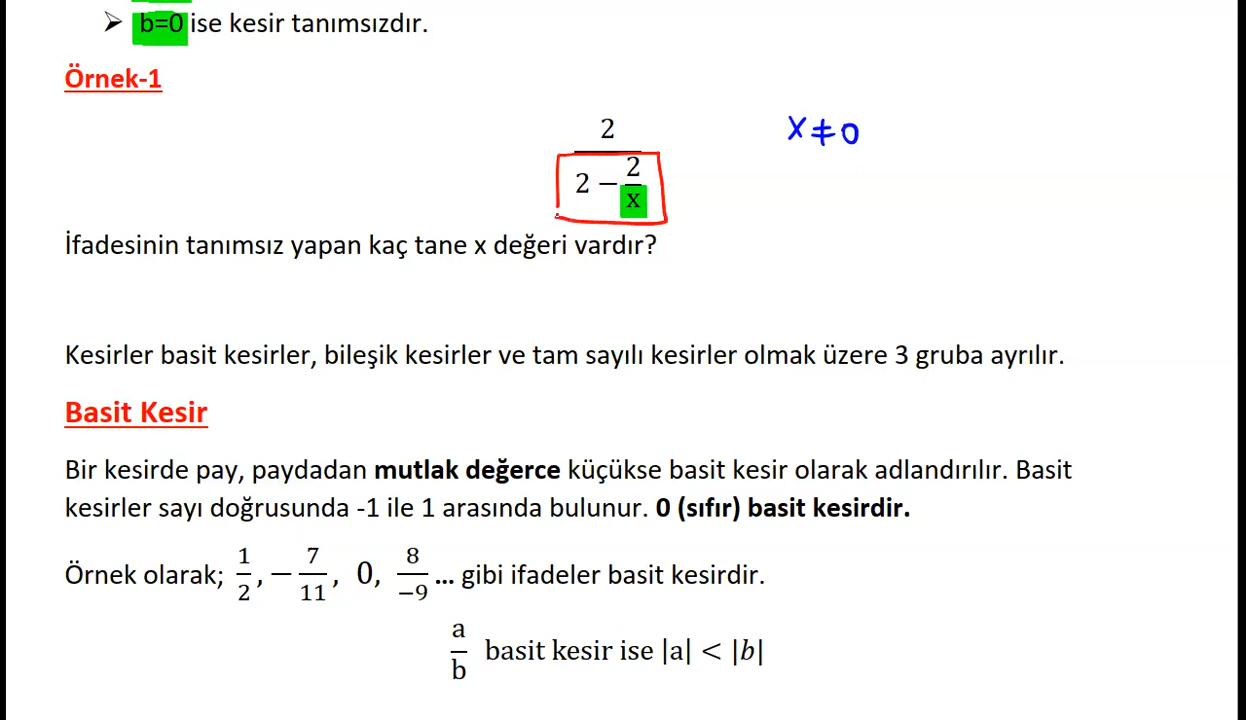 ➢ b=0 ise kesir tanımsızdır.
Örnek-1
2
x≠0
2 − 2/x
İfadesinin tanımsız yapan kaç tane x değeri vardır?
Kesirler basit kesirler, bileşik kesirler ve tam sayılı kesirler olmak üzere 3 gruba ayrılır.
Basit Kesir
Bir kesirde pay, paydadan mutlak değerce küçükse basit kesir olarak adlandırılır. Basit
kesirler sayı doğrusunda -1 ile 1 arasında bulunur. 0 (sıfır) basit kesirdir.
Örnek olarak; 1/2, −7/11, 0, 8/−9 ... gibi ifadeler basit kesirdir.
a/b basit kesir ise |a| < |b|